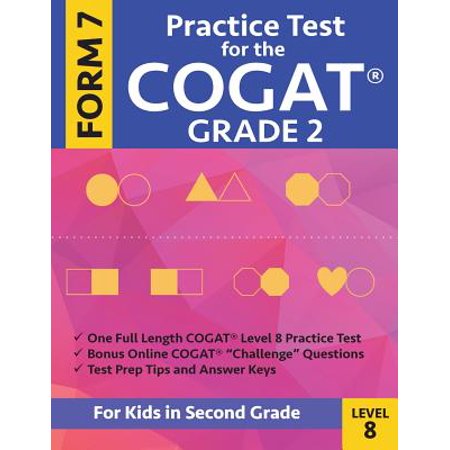 FORM 7
Practice Test
for the
COGAT®
GRADE 2
✓ One Full Length COGAT® Level 8 Practice Test
✓ Bonus Online COGAT® “Challenge” Questions
✓ Test Prep Tips and Answer Keys
For Kids in Second Grade
LEVEL
8